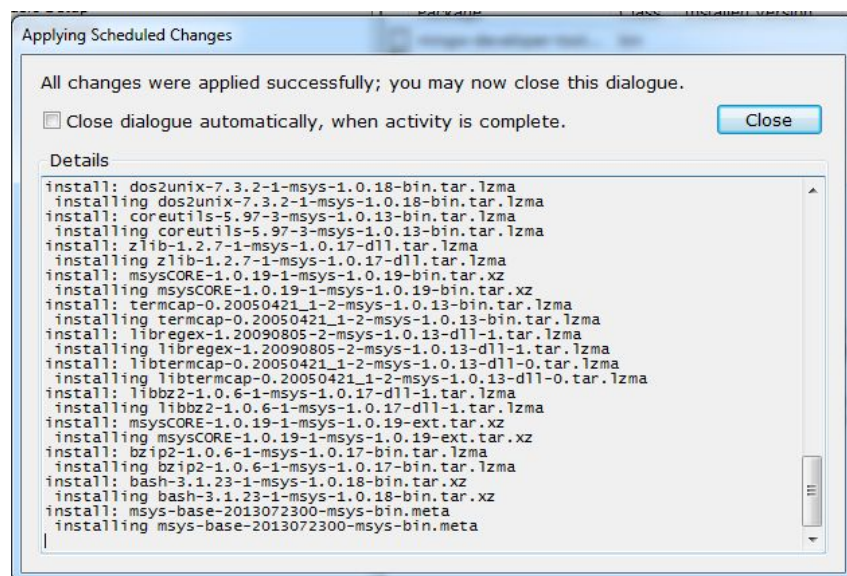 Package Class Installed Version
Applying Scheduled Changes
All changes were applied successfully; you may now close this dialogue.
Close dialogue automatically, when activity is complete.
Close
Details
install: dos2unix-7.3.2-1-msys-1.0.18-bin.tar.lzma
installing dos2unix-7.3.2-1-msys-1.0.18-bin.tar.lzma
install: coreutils-5.97-3-msys-1.0.13-bin.tar.lzma
installing coreutils-5.97-3-msys-1.0.13-bin.tar.lzma
install: zlib-1.2.7-1-msys-1.0.17-dll.tar.lzma
installing zlib-1.2.7-1-msys-1.0.17-dll.tar.lzma
install: msysCORE-1.0.19-1-msys-1.0.19-bin.tar.xz
installing msysCORE-1.0.19-1-msys-1.0.19-bin.tar.xz
install: termcap-0.20050421_1-2-msys-1.0.13-bin.tar.lzma
installing termcap-0.20050421_1-2-msys-1.0.13-bin.tar.lzma
install: libregex-1.20090805-2-msys-1.0.13-dll-1.tar.lzma
installing libregex-1.20090805-2-msys-1.0.13-dll-1.tar.lzma
install: libtermcap-0.20050421_1-2-msys-1.0.13-dll-0.tar.lzma
installing libtermcap-0.20050421_1-2-msys-1.0.13-dll-0.tar.lzma
install: libbz2-1.0.6-1-msys-1.0.17-dll-1.tar.lzma
installing libbz2-1.0.6-1-msys-1.0.17-dll-1.tar.lzma
install: msysCORE-1.0.19-1-msys-1.0.19-ext.tar.xz
installing msysCORE-1.0.19-1-msys-1.0.19-ext.tar.xz
install: bzip2-1.0.6-1-msys-1.0.17-bin.tar.lzma
installing bzip2-1.0.6-1-msys-1.0.17-bin.tar.lzma
install: bash-3.1.23-1-msys-1.0.18-bin.tar.xz
installing bash-3.1.23-1-msys-1.0.18-bin.tar.xz
install: msys-base-2013072300-msys-bin.meta
installing msys-base-2013072300-msys-bin.meta